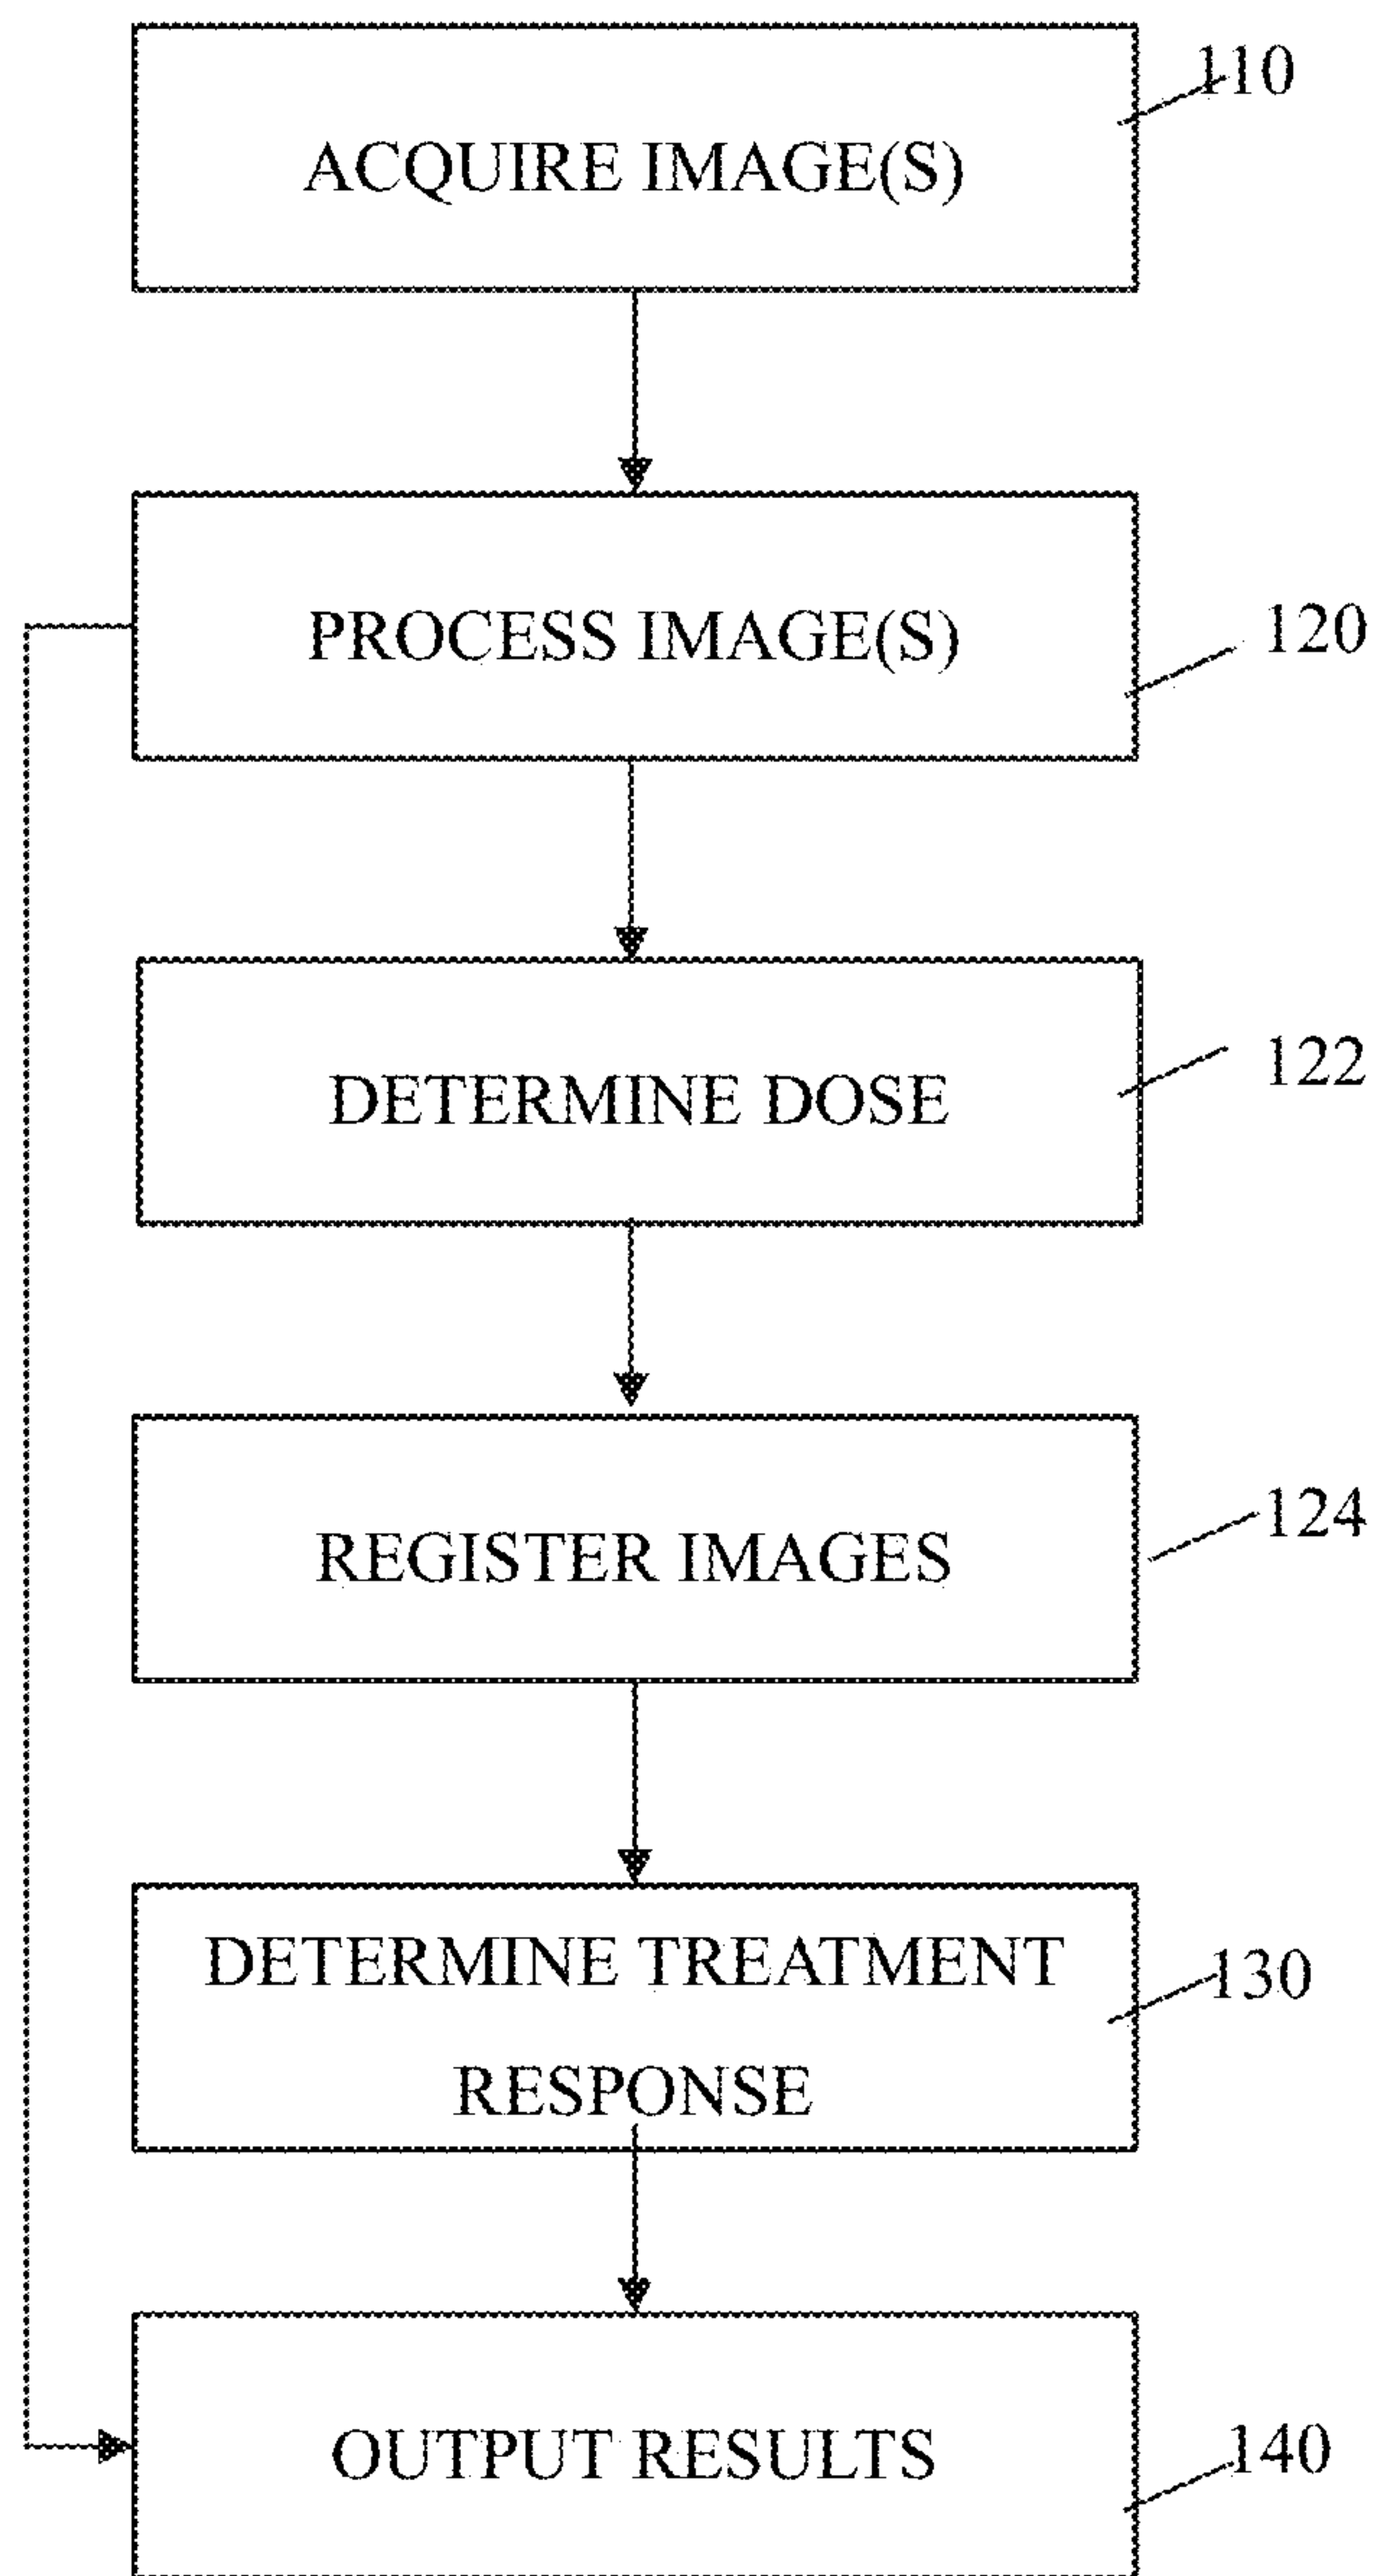 ACQUIRE IMAGE(S)
110
PROCESS IMAGE(S)
120
DETERMINE DOSE
122
REGISTER IMAGES
124
DETERMINE TREATMENT
RESPONSE
130
OUTPUT RESULTS
140